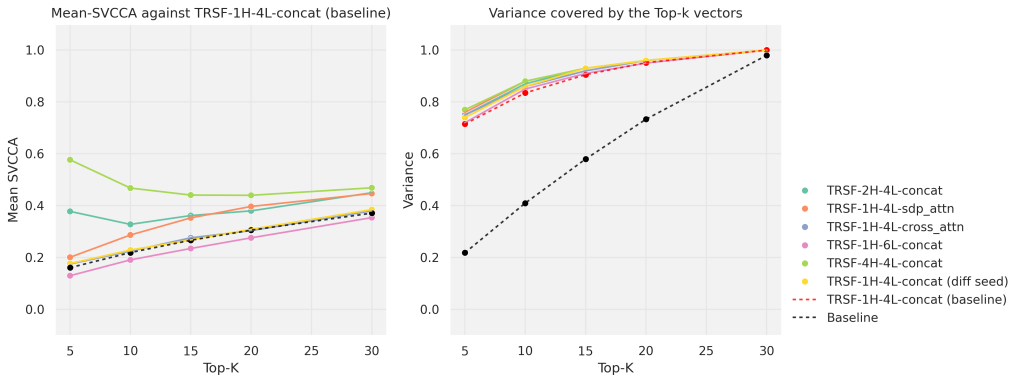 Mean-SVCCA against TRSF-1H-4L-concat (baseline)
Mean SVCCA
1.0
0.8
0.6
0.4
0.2
0.0
5 10 15 20 25 30
Top-K
Variance covered by the Top-k vectors
Variance
1.0
0.8
0.6
0.4
0.2
0.0
5 10 15 20 25 30
Top-K
TRSF-2H-4L-concat
TRSF-1H-4L-sdp_attn
TRSF-1H-4L-cross_attn
TRSF-1H-6L-concat
TRSF-4H-4L-concat
TRSF-1H-4L-concat (diff seed)
TRSF-1H-4L-concat (baseline)
Baseline